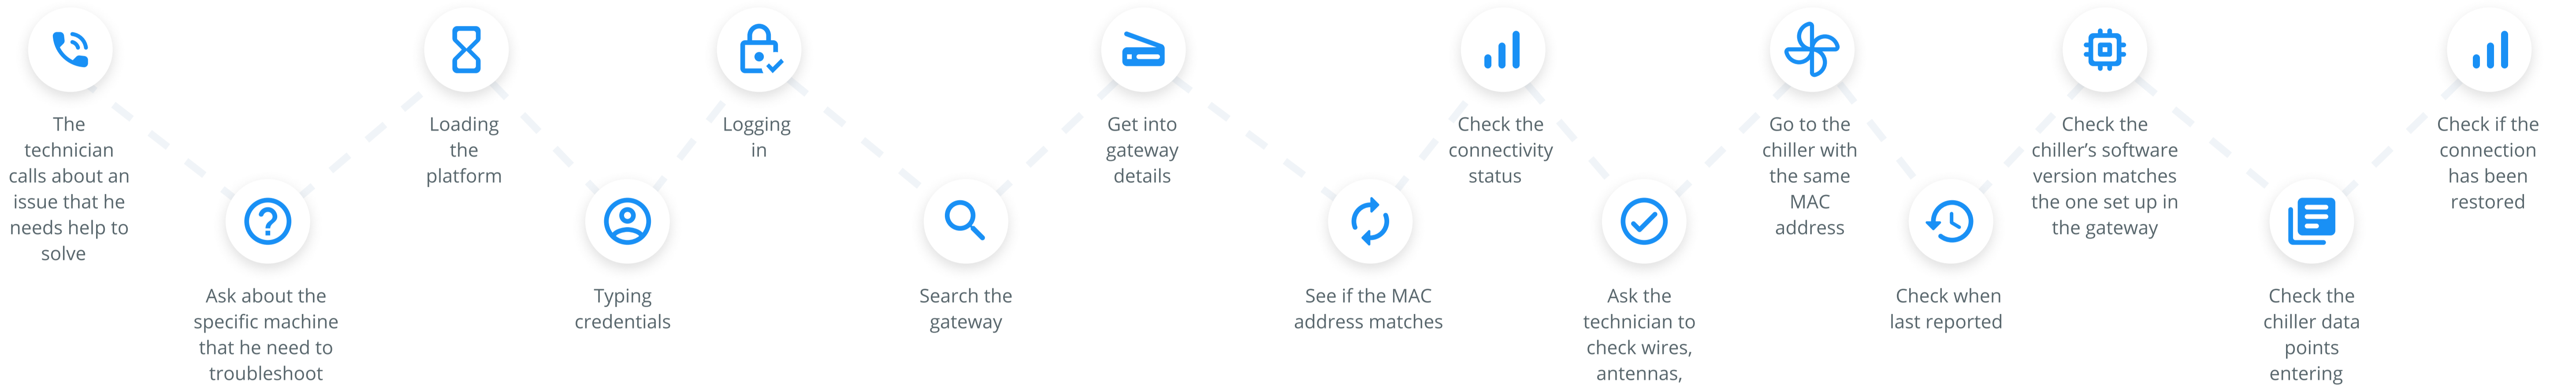 The
technician
calls about an
issue that he
needs help to
solve
Ask about the
specific machine
that he need to
troubleshoot
Loading
the
platform
Typing
credentials
Logging
in
Search the
gateway
Get into
gateway
details
See if the MAC
address matches
Check the
connectivity
status
Ask the
technician to
check wires,
antennas,
Go to the
chiller with
the same
MAC
address
Check when
last reported
Check the
chiller’s software
version matches
the one set up in
the gateway
Check the
chiller data
points
entering
Check if the
connection
has been
restored